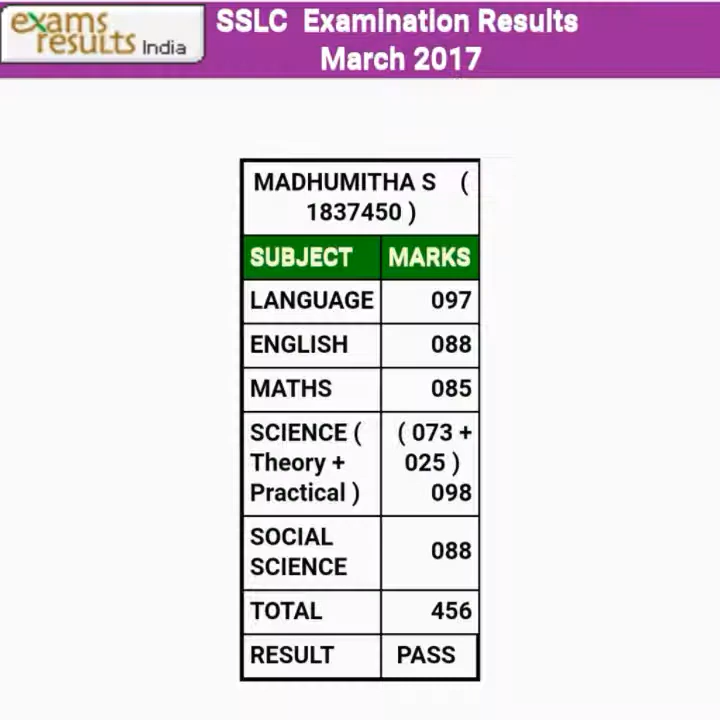 exams
results India
SSLC Examination Results
March 2017
MADHUMITHA S (
1837450 )
SUBJECT MARKS
LANGUAGE 097
ENGLISH 088
MATHS 085
SCIENCE ( ( 073 +
Theory + 025 )
Practical ) 098
SOCIAL
SCIENCE 088
TOTAL 456
RESULT PASS